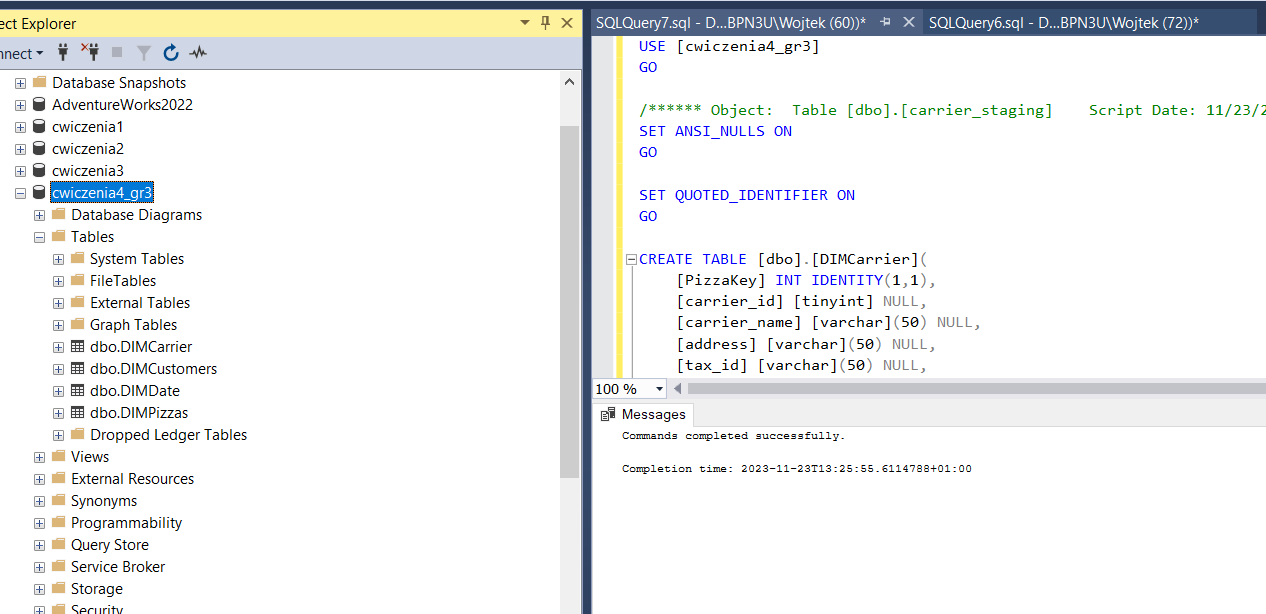 ect Explorer
nnect
Database Snapshots
AdventureWorks2022
cwiczenia1
cwiczenia2
cwiczenia3
cwiczenia4_gr3
Database Diagrams
Tables
System Tables
FileTables
External Tables
Graph Tables
dbo.DIMCarrier
dbo.DIMCustomers
dbo.DIMDate
dbo.DIMPizzas
Dropped Ledger Tables
Views
External Resources
Synonyms
Programmability
Query Store
Service Broker
Storage
Security
SQLQuery7.sql - D...BPN3U\Wojtek (60))* SQLQuery6.sql - D...BPN3U\Wojtek (72))*
USE [cwiczenia4_gr3]
GO
/****** Object:  Table [dbo].[carrier_staging]    Script Date: 11/23/2
SET ANSI_NULLS ON
GO
SET QUOTED_IDENTIFIER ON
GO
CREATE TABLE [dbo].[DIMCarrier](
[PizzaKey] INT IDENTITY(1,1),
[carrier_id] [tinyint] NULL,
[carrier_name] [varchar](50) NULL,
[address] [varchar](50) NULL,
[tax_id] [varchar](50) NULL,
100 %
Messages
Commands completed successfully.
Completion time: 2023-11-23T13:25:55.6114788+01:00